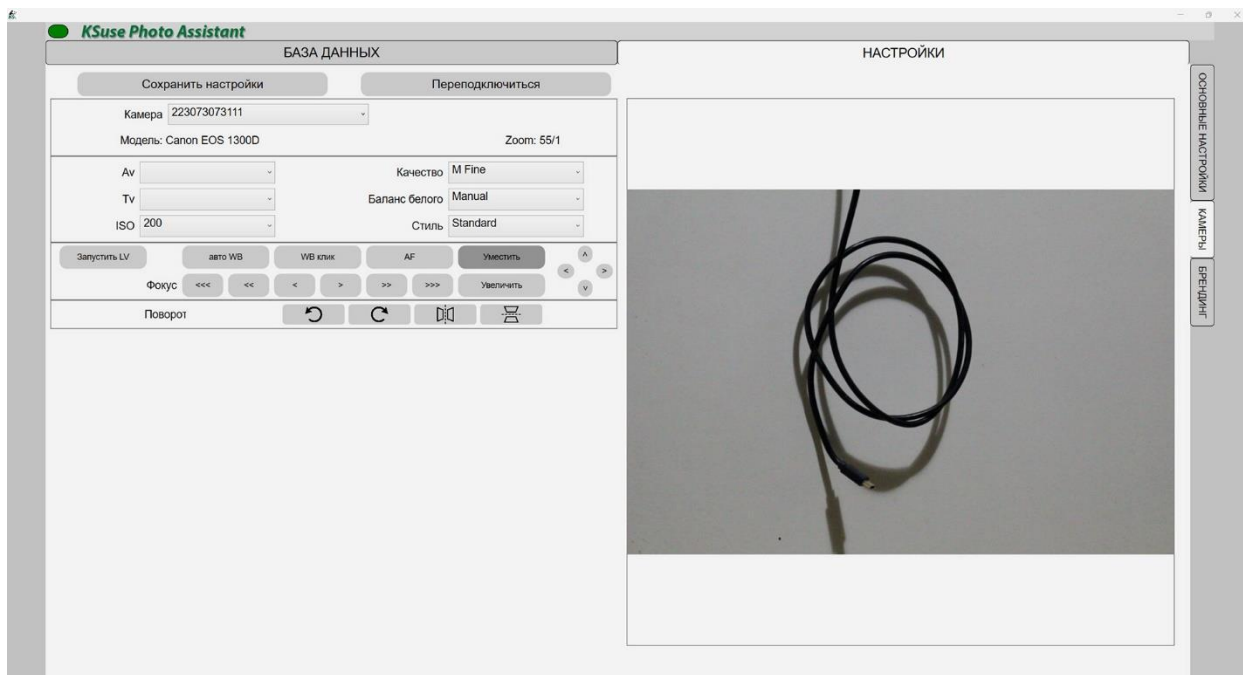 KSuse Photo Assistant
БАЗА ДАННЫХ НАСТРОЙКИ
Сохранить настройки Переподключиться
Камера 223073073111
Модель: Canon EOS 1300D Zoom: 55/1
Av Качество M Fine
Tv Баланс белого Manual
ISO 200 Стиль Standard
Запустить LV авто WB WB клик AF Уместить
Фокус <<< << < > >> >>> Увеличить
Поворот
ОСНОВНЫЕ НАСТРОЙКИ
КАМЕРЫ
БРЕНДИНГ